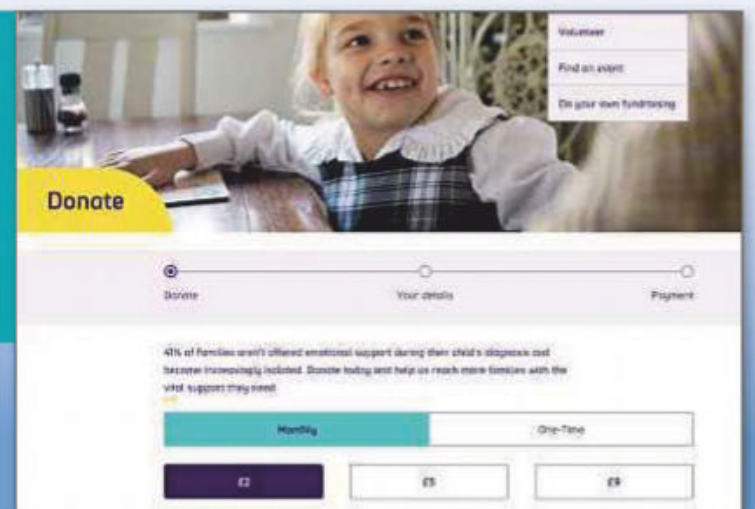 Volunteer
Find an event
Do your own fundraising
Donate
Donate
Your details
Payment
41% of families aren't offered emotional support during their child's diagnosis and
become increasingly isolated. Donate today and help us reach more families with the
vital support they need
Monthly
One-Time
£2
£5
£9